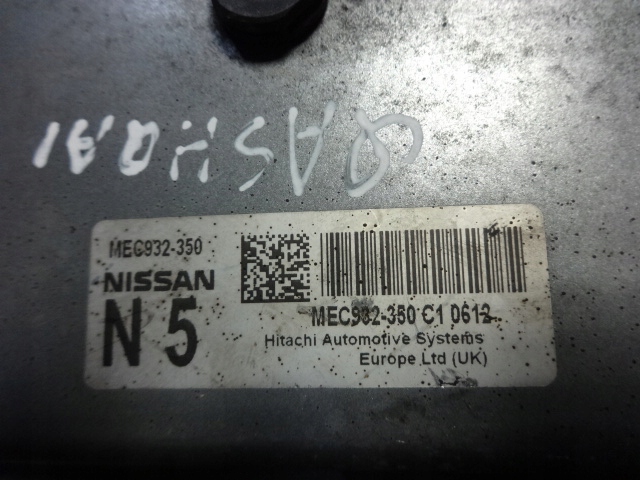 QASHQAI
MEC932-350
NISSAN
N 5
MEC932-350 C1 0612
Hitachi Automotive Systems
Europe Ltd (UK)